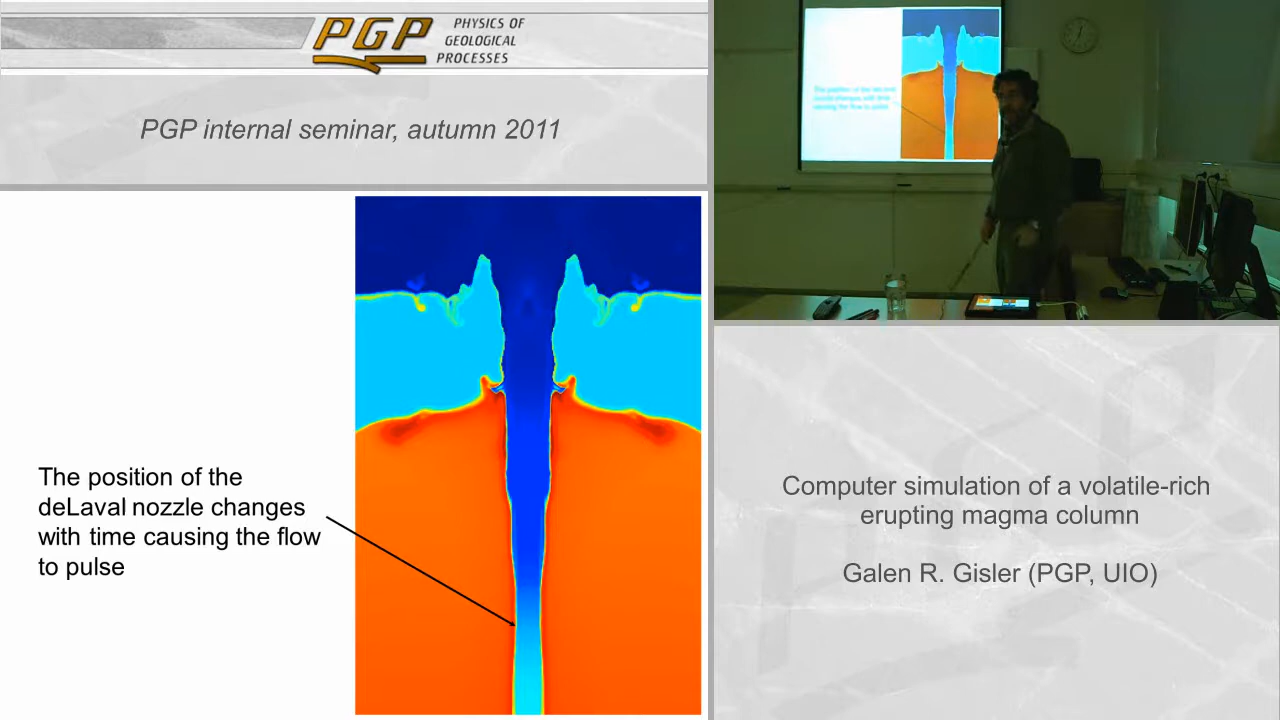 PGP
PHYSICS OF
GEOLOGICAL
PROCESSES
PGP internal seminar, autumn 2011
The position of the
deLaval nozzle changes
with time causing the flow
to pulse
Computer simulation of a volatile-rich
erupting magma column
Galen R. Gisler (PGP, UIO)